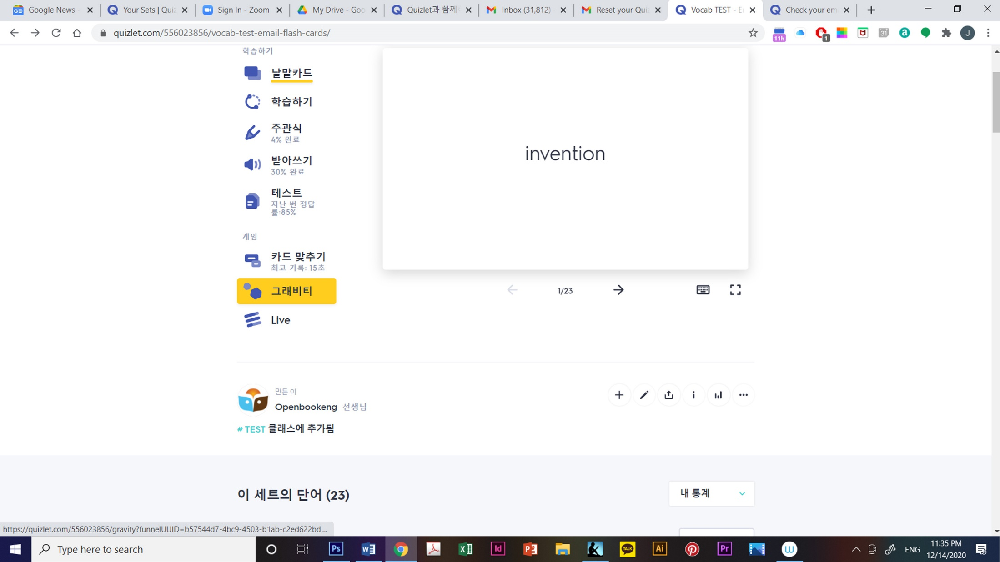 Google News -
Your Sets | Quiz
Sign In - Zoom
My Drive - Goo
Quizlet과 함께
Inbox (31,812)
Reset your Quiz
Vocab TEST - E
Check your em
quizlet.com/556023856/vocab-test-email-flash-cards/
11h
1
31
a
J
학습하기
낱말카드
학습하기
주관식
4% 완료
받아쓰기
30% 완료
테스트
지난 번 정답
률:85%
게임
카드 맞추기
최고 기록: 15초
그래비티
Live
invention
1/23
만든 이
Openbookeng 선생님
# TEST 클래스에 추가됨
이 세트의 단어 (23)
내 통계
https://quizlet.com/556023856/gravity?funnelUUID=b57544d7-4bc9-4503-b1ab-c2ed622bd...
Type here to search
Ps
Id
TALK
Ai
Pr
ENG
11:35 PM
12/14/2020